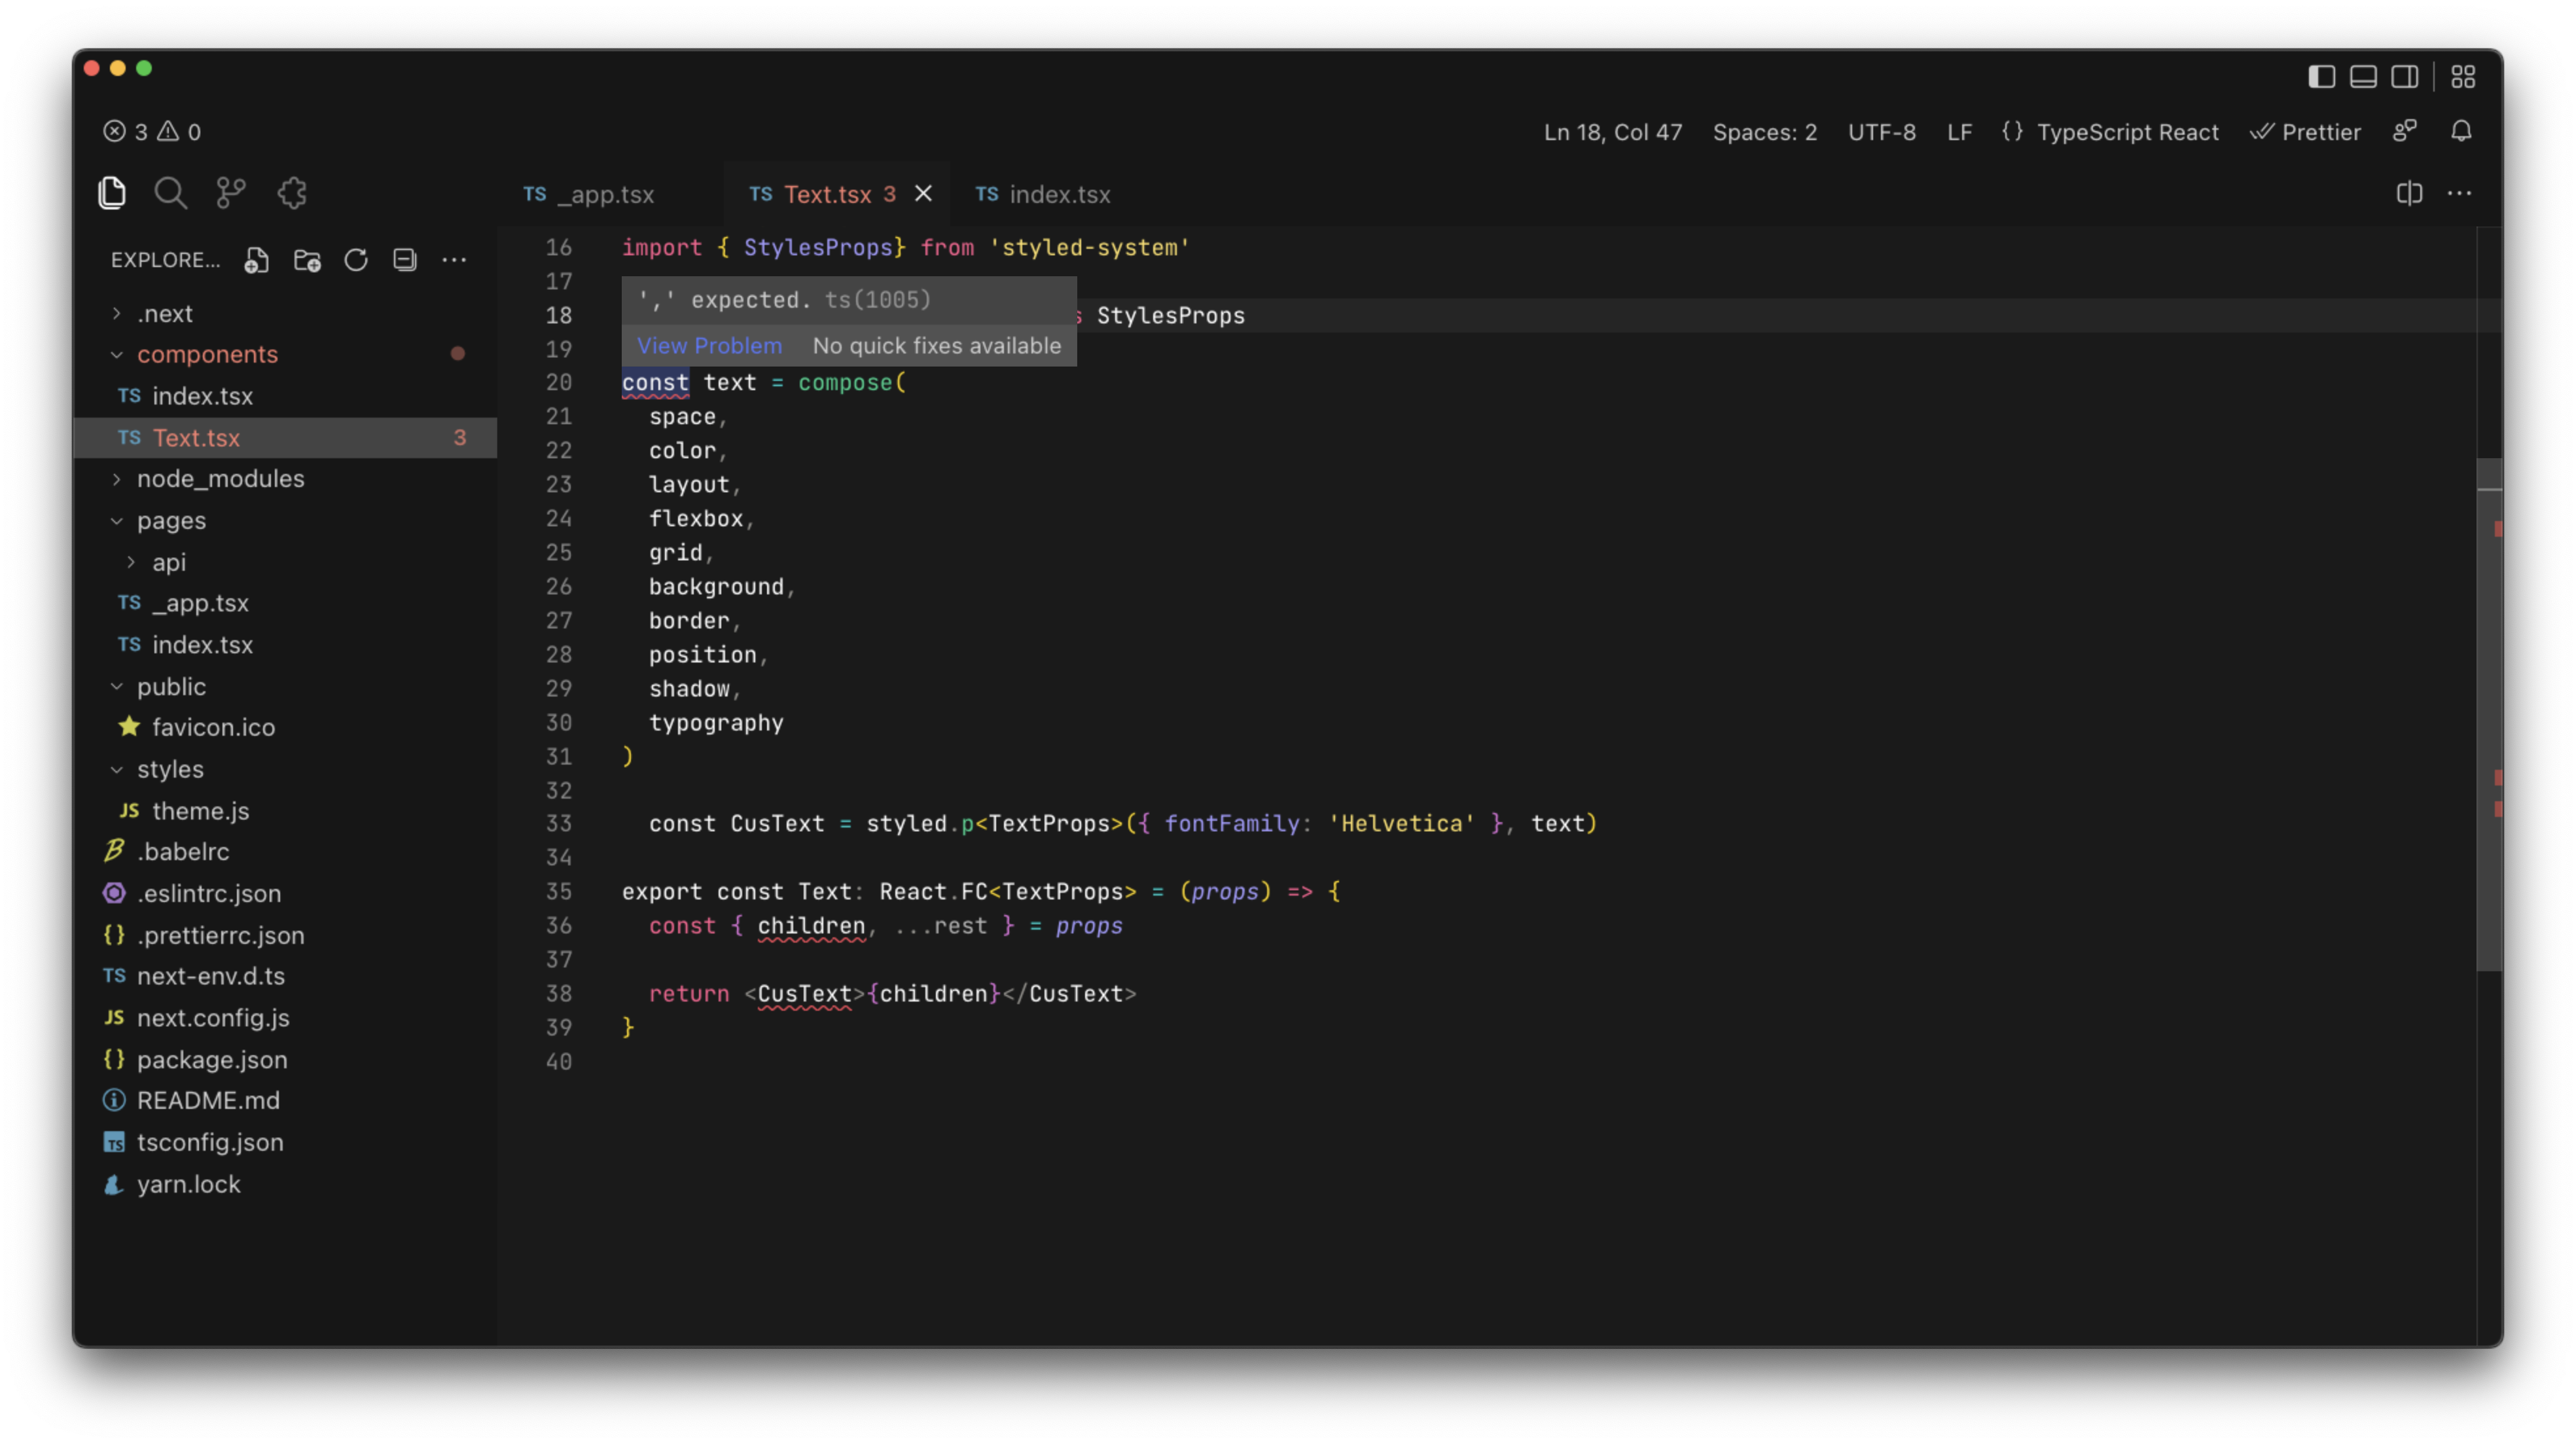 3 0
Ln 18, Col 47 Spaces: 2 UTF-8 LF {} TypeScript React Prettier
TS _app.tsx TS Text.tsx 3 TS index.tsx
EXPLORE...
.next
components
TS index.tsx
TS Text.tsx 3
node_modules
pages
api
TS _app.tsx
TS index.tsx
public
favicon.ico
styles
JS theme.js
B .babelrc
.eslintrc.json
{} .prettierrc.json
TS next-env.d.ts
JS next.config.js
{} package.json
README.md
TS tsconfig.json
yarn.lock
16 import { StylesProps} from 'styled-system'
17
',' expected. ts(1005)
18 StylesProps
19
View Problem No quick fixes available
20 const text = compose(
21 space,
22 color,
23 layout,
24 flexbox,
25 grid,
26 background,
27 border,
28 position,
29 shadow,
30 typography
31 )
32
33 const CusText = styled.p<TextProps>({ fontFamily: 'Helvetica' }, text)
34
35 export const Text: React.FC<TextProps> = (props) => {
36 const { children, ...rest } = props
37
38 return <CusText>{children}</CusText>
39 }
40